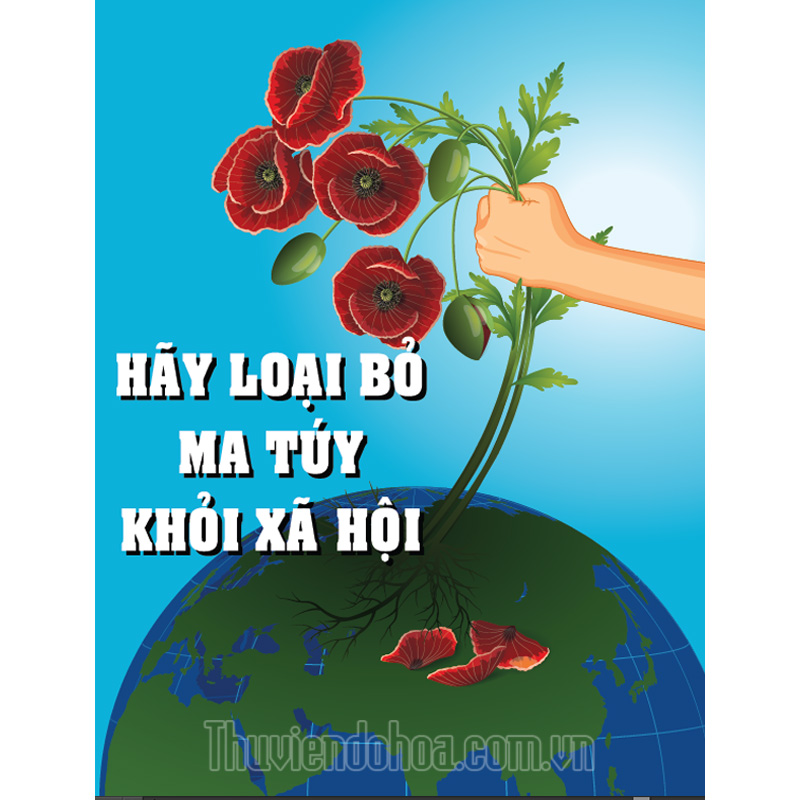 HÃY LOẠI BỎ
MA TÚY
KHỎI XÃ HỘI
Thuviendohoa.com.vn